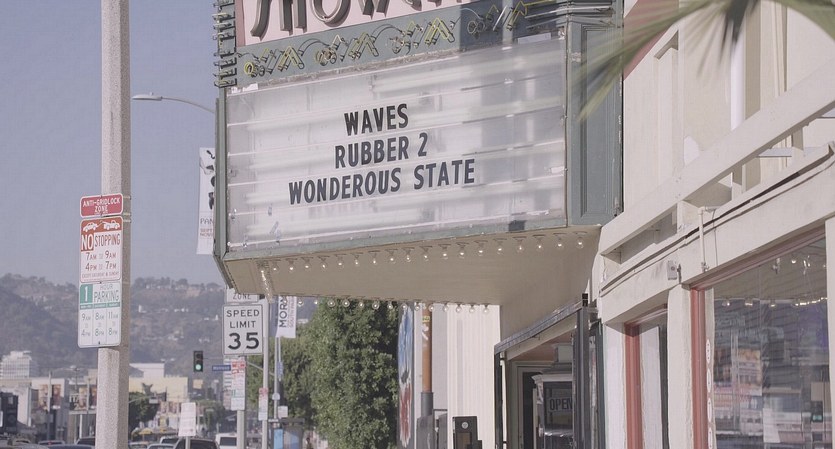 WAVES
RUBBER 2
WONDEROUS STATE
ANTI-GRIDLOCK
ZONE
NO STOPPING
7AM TO 9AM
4PM TO 7PM
1 HOUR PARKING
ZONE
SPEED
LIMIT
35
OPEN